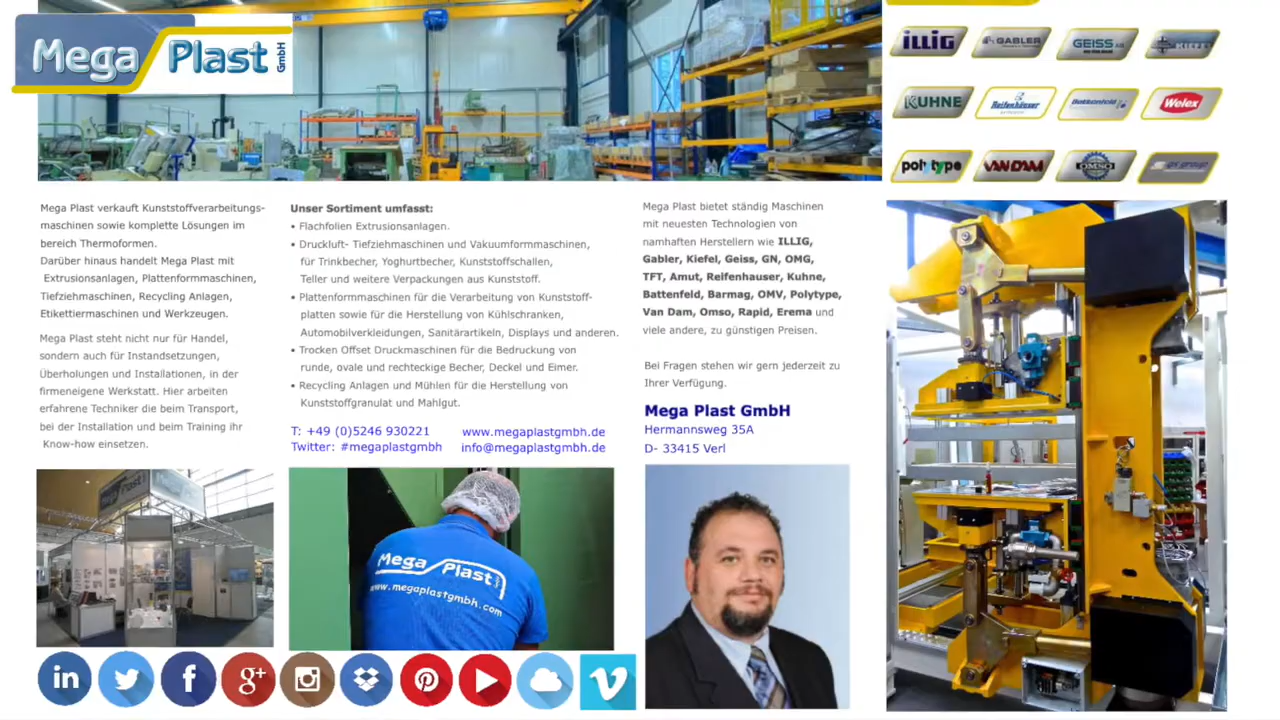 Mega Plast GmbH
ILLIG
GABLER
GEISS AG
KIEFEL
KUHNE
Reifenhäuser
Battenfeld
Welex
polytype
VAN DAM
OMSO
Mega Plast verkauft Kunststoffverarbeitungs-
maschinen sowie komplette Lösungen im
bereich Thermoformen.
Darüber hinaus handelt Mega Plast mit
Extrusionsanlagen, Plattenformmaschinen,
Tiefziehmaschinen, Recycling Anlagen,
Etikettiermaschinen und Werkzeugen.
Mega Plast steht nicht nur für Handel,
sondern auch für Instandsetzungen,
Überholungen und Installationen, in der
firmeneigene Werkstatt. Hier arbeiten
erfahrene Techniker die beim Transport,
bei der Installation und beim Training ihr
Know-how einsetzen.
Unser Sortiment umfasst:
• Flachfolien Extrusionsanlagen.
• Druckluft- Tiefziehmaschinen und Vakuumformmaschinen,
für Trinkbecher, Yoghurtbecher, Kunststoffschallen,
Teller und weitere Verpackungen aus Kunststoff.
• Plattenformmaschinen für die Verarbeitung von Kunststoff-
platten sowie für die Herstellung von Kühlschranken,
Automobilverkleidungen, Sanitärartikeln, Displays und anderen.
• Trocken Offset Druckmaschinen für die Bedruckung von
runde, ovale und rechteckige Becher, Deckel und Eimer.
• Recycling Anlagen und Mühlen für die Herstellung von
Kunststoffgranulat und Mahlgut.
T: +49 (0)5246 930221
www.megaplastgmbh.de
Twitter: #megaplastgmbh
info@megaplastgmbh.de
Mega Plast bietet ständig Maschinen
mit neuesten Technologien von
namhaften Herstellern wie ILLIG,
Gabler, Kiefel, Geiss, GN, OMG,
TFT, Amut, Reifenhauser, Kuhne,
Battenfeld, Barmag, OMV, Polytype,
Van Dam, Omso, Rapid, Erema und
viele andere, zu günstigen Preisen.
Bei Fragen stehen wir gern jederzeit zu
Ihrer Verfügung.
Mega Plast GmbH
Hermannsweg 35A
D- 33415 Verl
Mega Plast
Mega Plast GmbH
www.megaplastgmbh.com